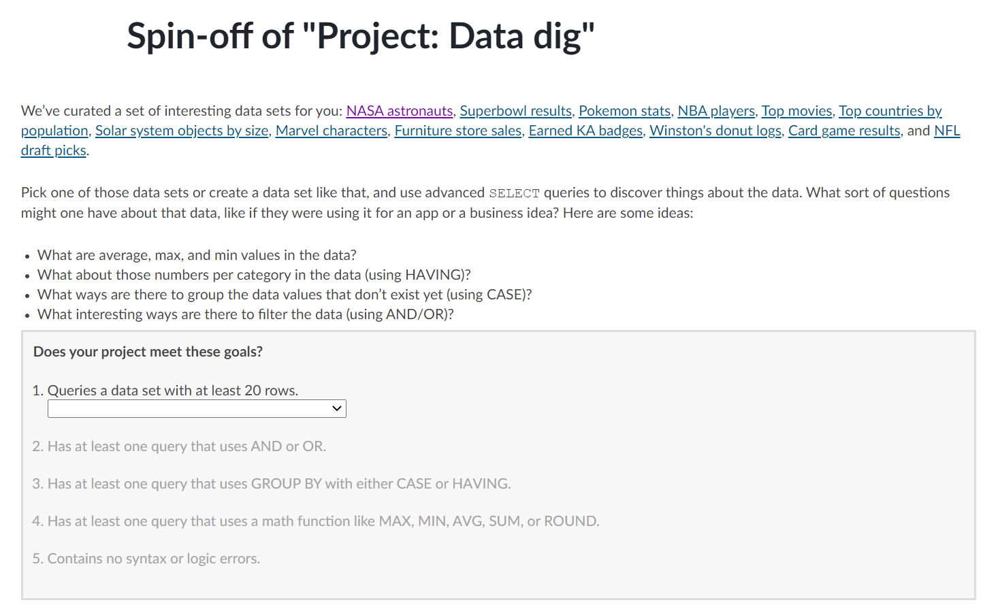 Spin-off of "Project: Data dig"
We’ve curated a set of interesting data sets for you: NASA astronauts, Superbowl results, Pokemon stats, NBA players, Top movies, Top countries by
population, Solar system objects by size, Marvel characters, Furniture store sales, Earned KA badges, Winston's donut logs, Card game results, and NFL
draft picks.
Pick one of those data sets or create a data set like that, and use advanced SELECT queries to discover things about the data. What sort of questions
might one have about that data, like if they were using it for an app or a business idea? Here are some ideas:
• What are average, max, and min values in the data?
• What about those numbers per category in the data (using HAVING)?
• What ways are there to group the data values that don’t exist yet (using CASE)?
• What interesting ways are there to filter the data (using AND/OR)?
Does your project meet these goals?
1. Queries a data set with at least 20 rows.
2. Has at least one query that uses AND or OR.
3. Has at least one query that uses GROUP BY with either CASE or HAVING.
4. Has at least one query that uses a math function like MAX, MIN, AVG, SUM, or ROUND.
5. Contains no syntax or logic errors.